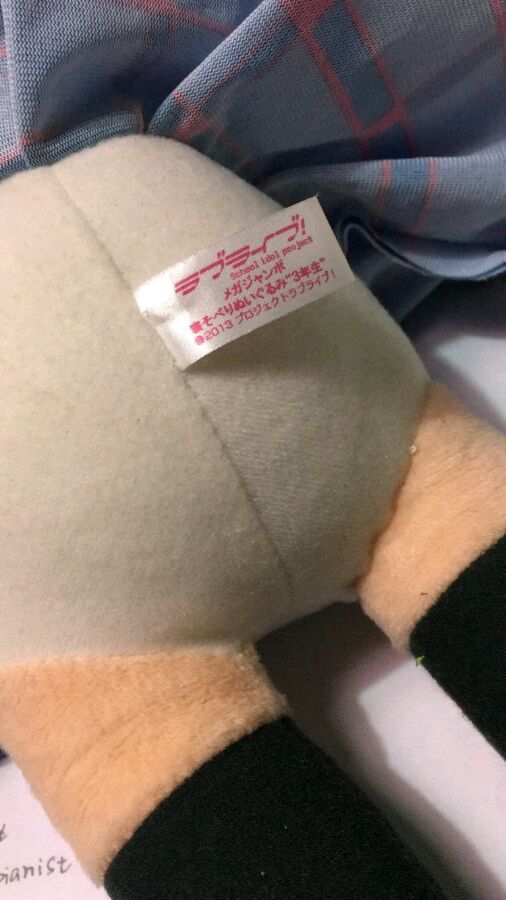 ラブライブ!
School idol project
メガジャンボ
寝そべりぬいぐるみ"3年生"
©2013 プロジェクトラブライブ!
pianist